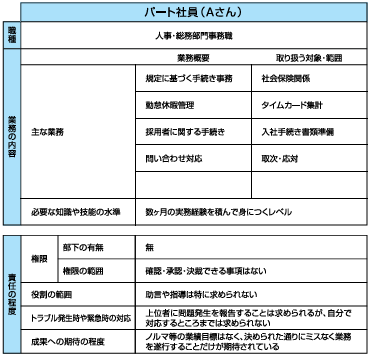 パート社員(Aさん)
職種
人事・総務部門事務職
業務の内容
業務概要 取り扱う対象・範囲
主な業務
規定に基づく手続き事務 社会保険関係
勤怠休暇管理 タイムカード集計
採用者に関する手続き 入社手続き書類準備
問い合わせ対応 取次・応対
必要な知識や技能の水準 数ヶ月の実務経験を積んで身につくレベル
責任の程度
権限
部下の有無 無
権限の範囲 確認・承認・決裁できる事項はない
役割の範囲 助言や指導は特に求められない
トラブル発生時や緊急時の対応
上位者に問題発生を報告することは求められるが、自分で
対応するところまでは求められない
成果への期待の程度
ノルマ等の業績目標はなく、決められた通りにミスなく業務
を遂行することだけが期待されている